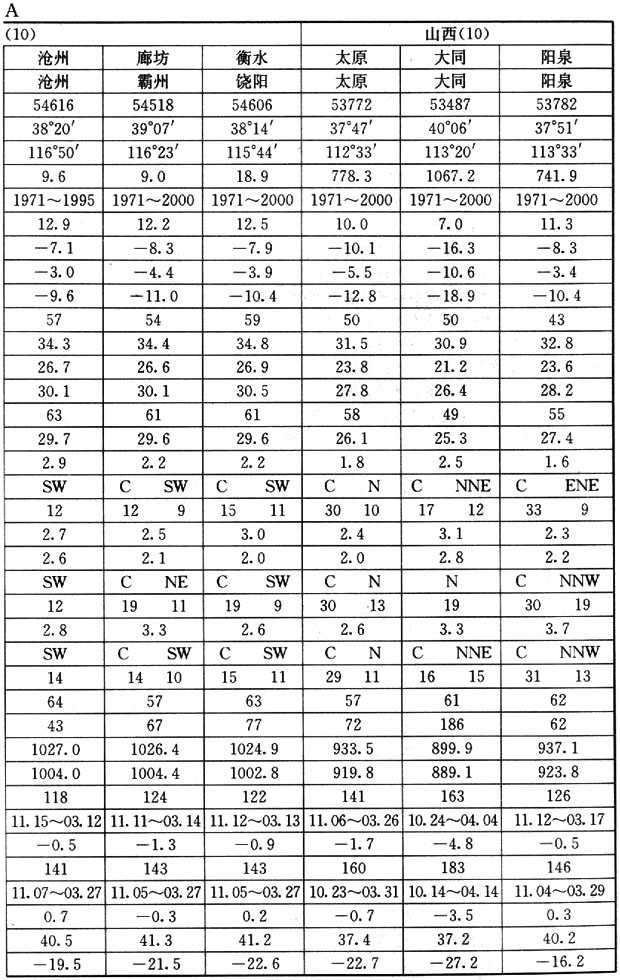 A
(10) 山西(10)
沧州 廊坊 衡水 太原 大同 阳泉
沧州 霸州 饶阳 太原 大同 阳泉
54616 54518 54606 53772 53487 53782
38°20′ 39°07′ 38°14′ 37°47′ 40°06′ 37°51′
116°50′ 116°23′ 115°44′ 112°33′ 113°20′ 113°33′
9.6 9.0 18.9 778.3 1067.2 741.9
1971～1995 1971～2000 1971～2000 1971～2000 1971～2000 1971～2000
12.9 12.2 12.5 10.0 7.0 11.3
－7.1 －8.3 －7.9 －10.1 －16.3 －8.3
－3.0 －4.4 －3.9 －5.5 －10.6 －3.4
－9.6 －11.0 －10.4 －12.8 －18.9 －10.4
57 54 59 50 50 43
34.3 34.4 34.8 31.5 30.9 32.8
26.7 26.6 26.9 23.8 21.2 23.6
30.1 30.1 30.5 27.8 26.4 28.2
63 61 61 58 49 55
29.7 29.6 29.6 26.1 25.3 27.4
2.9 2.2 2.2 1.8 2.5 1.6
SW C SW C SW C N C NNE C ENE
12 12 9 15 11 30 10 17 12 33 9
2.7 2.5 3.0 2.4 3.1 2.3
2.6 2.1 2.0 2.0 2.8 2.2
SW C NE C SW C N N C NNW
12 19 11 19 9 30 13 19 30 19
2.8 3.3 2.6 2.6 3.3 3.7
SW C SW C SW C N C NNE C NNW
14 14 10 15 11 29 11 16 15 31 13
64 57 63 57 61 62
43 67 77 72 186 62
1027.0 1026.4 1024.9 933.5 899.9 937.1
1004.0 1004.4 1002.8 919.8 889.1 923.8
118 124 122 141 163 126
11.15～03.12 11.11～03.14 11.12～03.13 11.06～03.26 10.24～04.04 11.12～03.17
－0.5 －1.3 －0.9 －1.7 －4.8 －0.5
141 143 143 160 183 146
11.07～03.27 11.05～03.27 11.05～03.27 10.23～03.31 10.14～04.14 11.04～03.29
0.7 －0.3 0.2 －0.7 －3.5 0.3
40.5 41.3 41.2 37.4 37.2 40.2
－19.5 －21.5 －22.6 －22.7 －27.2 －16.2